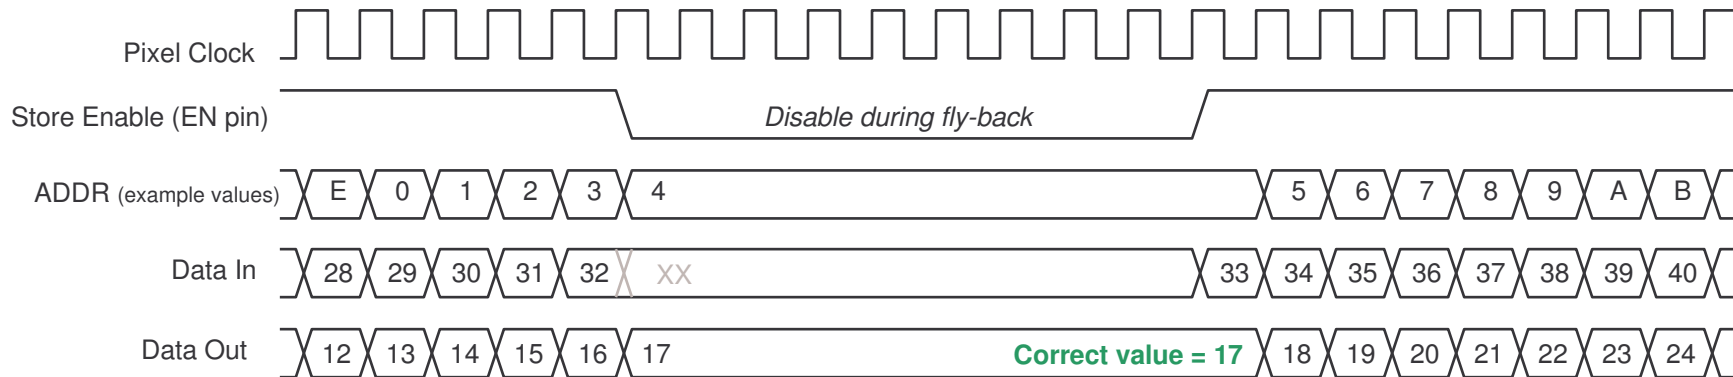 Pixel Clock
Store Enable (EN pin) Disable during fly-back
ADDR (example values) E 0 1 2 3 4 5 6 7 8 9 A B
Data In 28 29 30 31 32 XX 33 34 35 36 37 38 39 40
Data Out 12 13 14 15 16 17 Correct value = 17 18 19 20 21 22 23 24